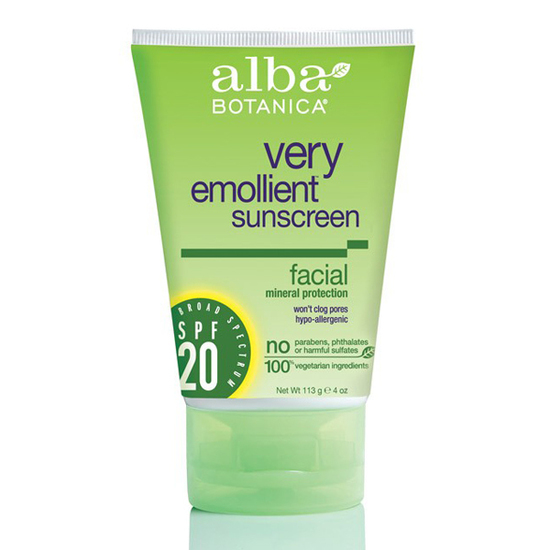 alba
BOTANICA®
very
emollient™
sunscreen
facial
mineral protection
won't clog pores
hypo-allergenic
BROAD SPECTRUM
SPF
20
no parabens, phthalates
or harmful sulfates
100% vegetarian ingredients
Net Wt 113 g e 4 oz